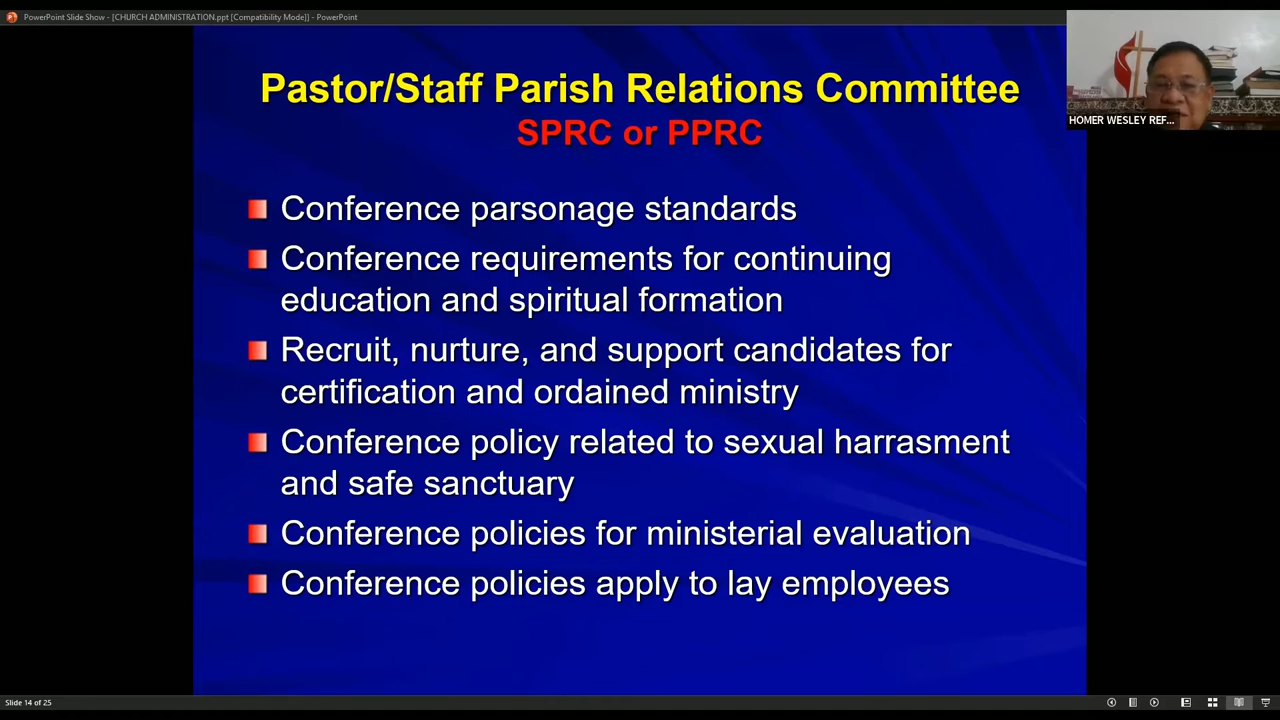 PowerPoint Slide Show - [CHURCH ADMINISTRATION.ppt [Compatibility Mode]] - PowerPoint
Pastor/Staff Parish Relations Committee
SPRC or PPRC
HOMER WESLEY REF...
Conference parsonage standards
Conference requirements for continuing
education and spiritual formation
Recruit, nurture, and support candidates for
certification and ordained ministry
Conference policy related to sexual harrasment
and safe sanctuary
Conference policies for ministerial evaluation
Conference policies apply to lay employees
Slide 14 of 25